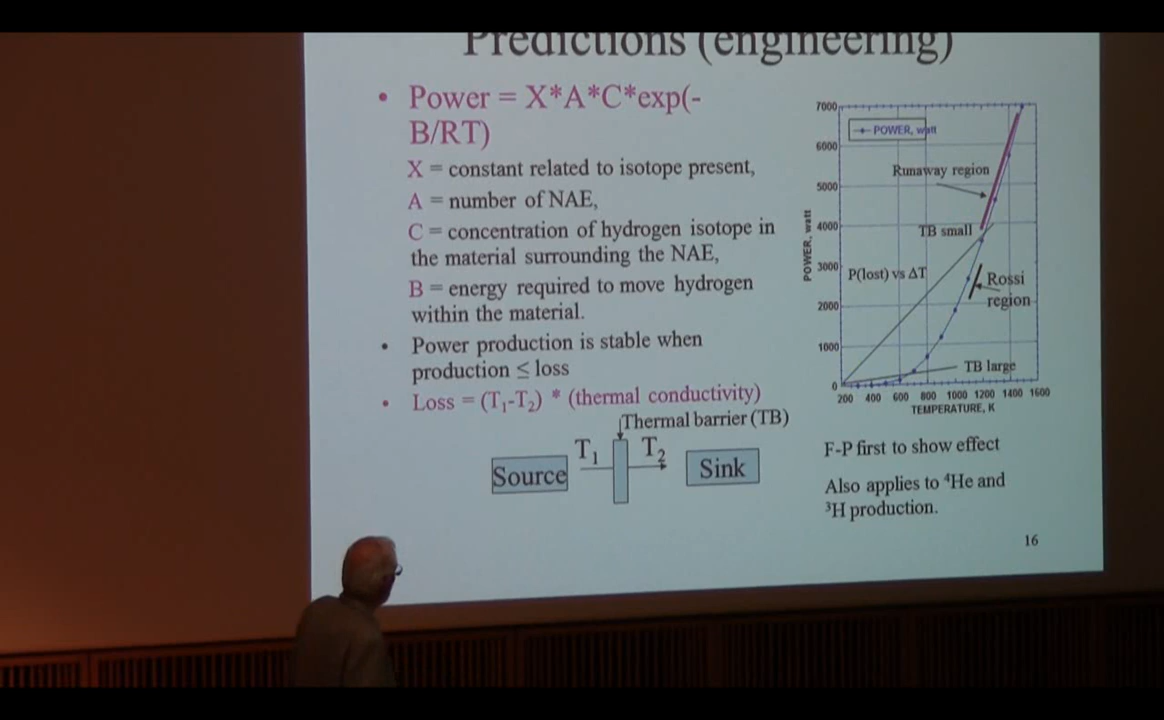 Predictions (engineering)
• Power = X*A*C*exp(-
B/RT)
X = constant related to isotope present,
A = number of NAE,
C = concentration of hydrogen isotope in
the material surrounding the NAE,
B = energy required to move hydrogen
within the material.
• Power production is stable when
production ≤ loss
• Loss = (T₁-T₂) * (thermal conductivity)
Thermal barrier (TB)
Source
T₁
T₂
Sink
POWER, watt
7000
6000
5000
4000
3000
2000
1000
0
POWER, watt
Runaway region
TB small
P(lost) vs ΔT
Rossi
region
TB large
200 400 600 800 1000 1200 1400 1600
TEMPERATURE, K
F-P first to show effect
Also applies to ⁴He and
³H production.
16